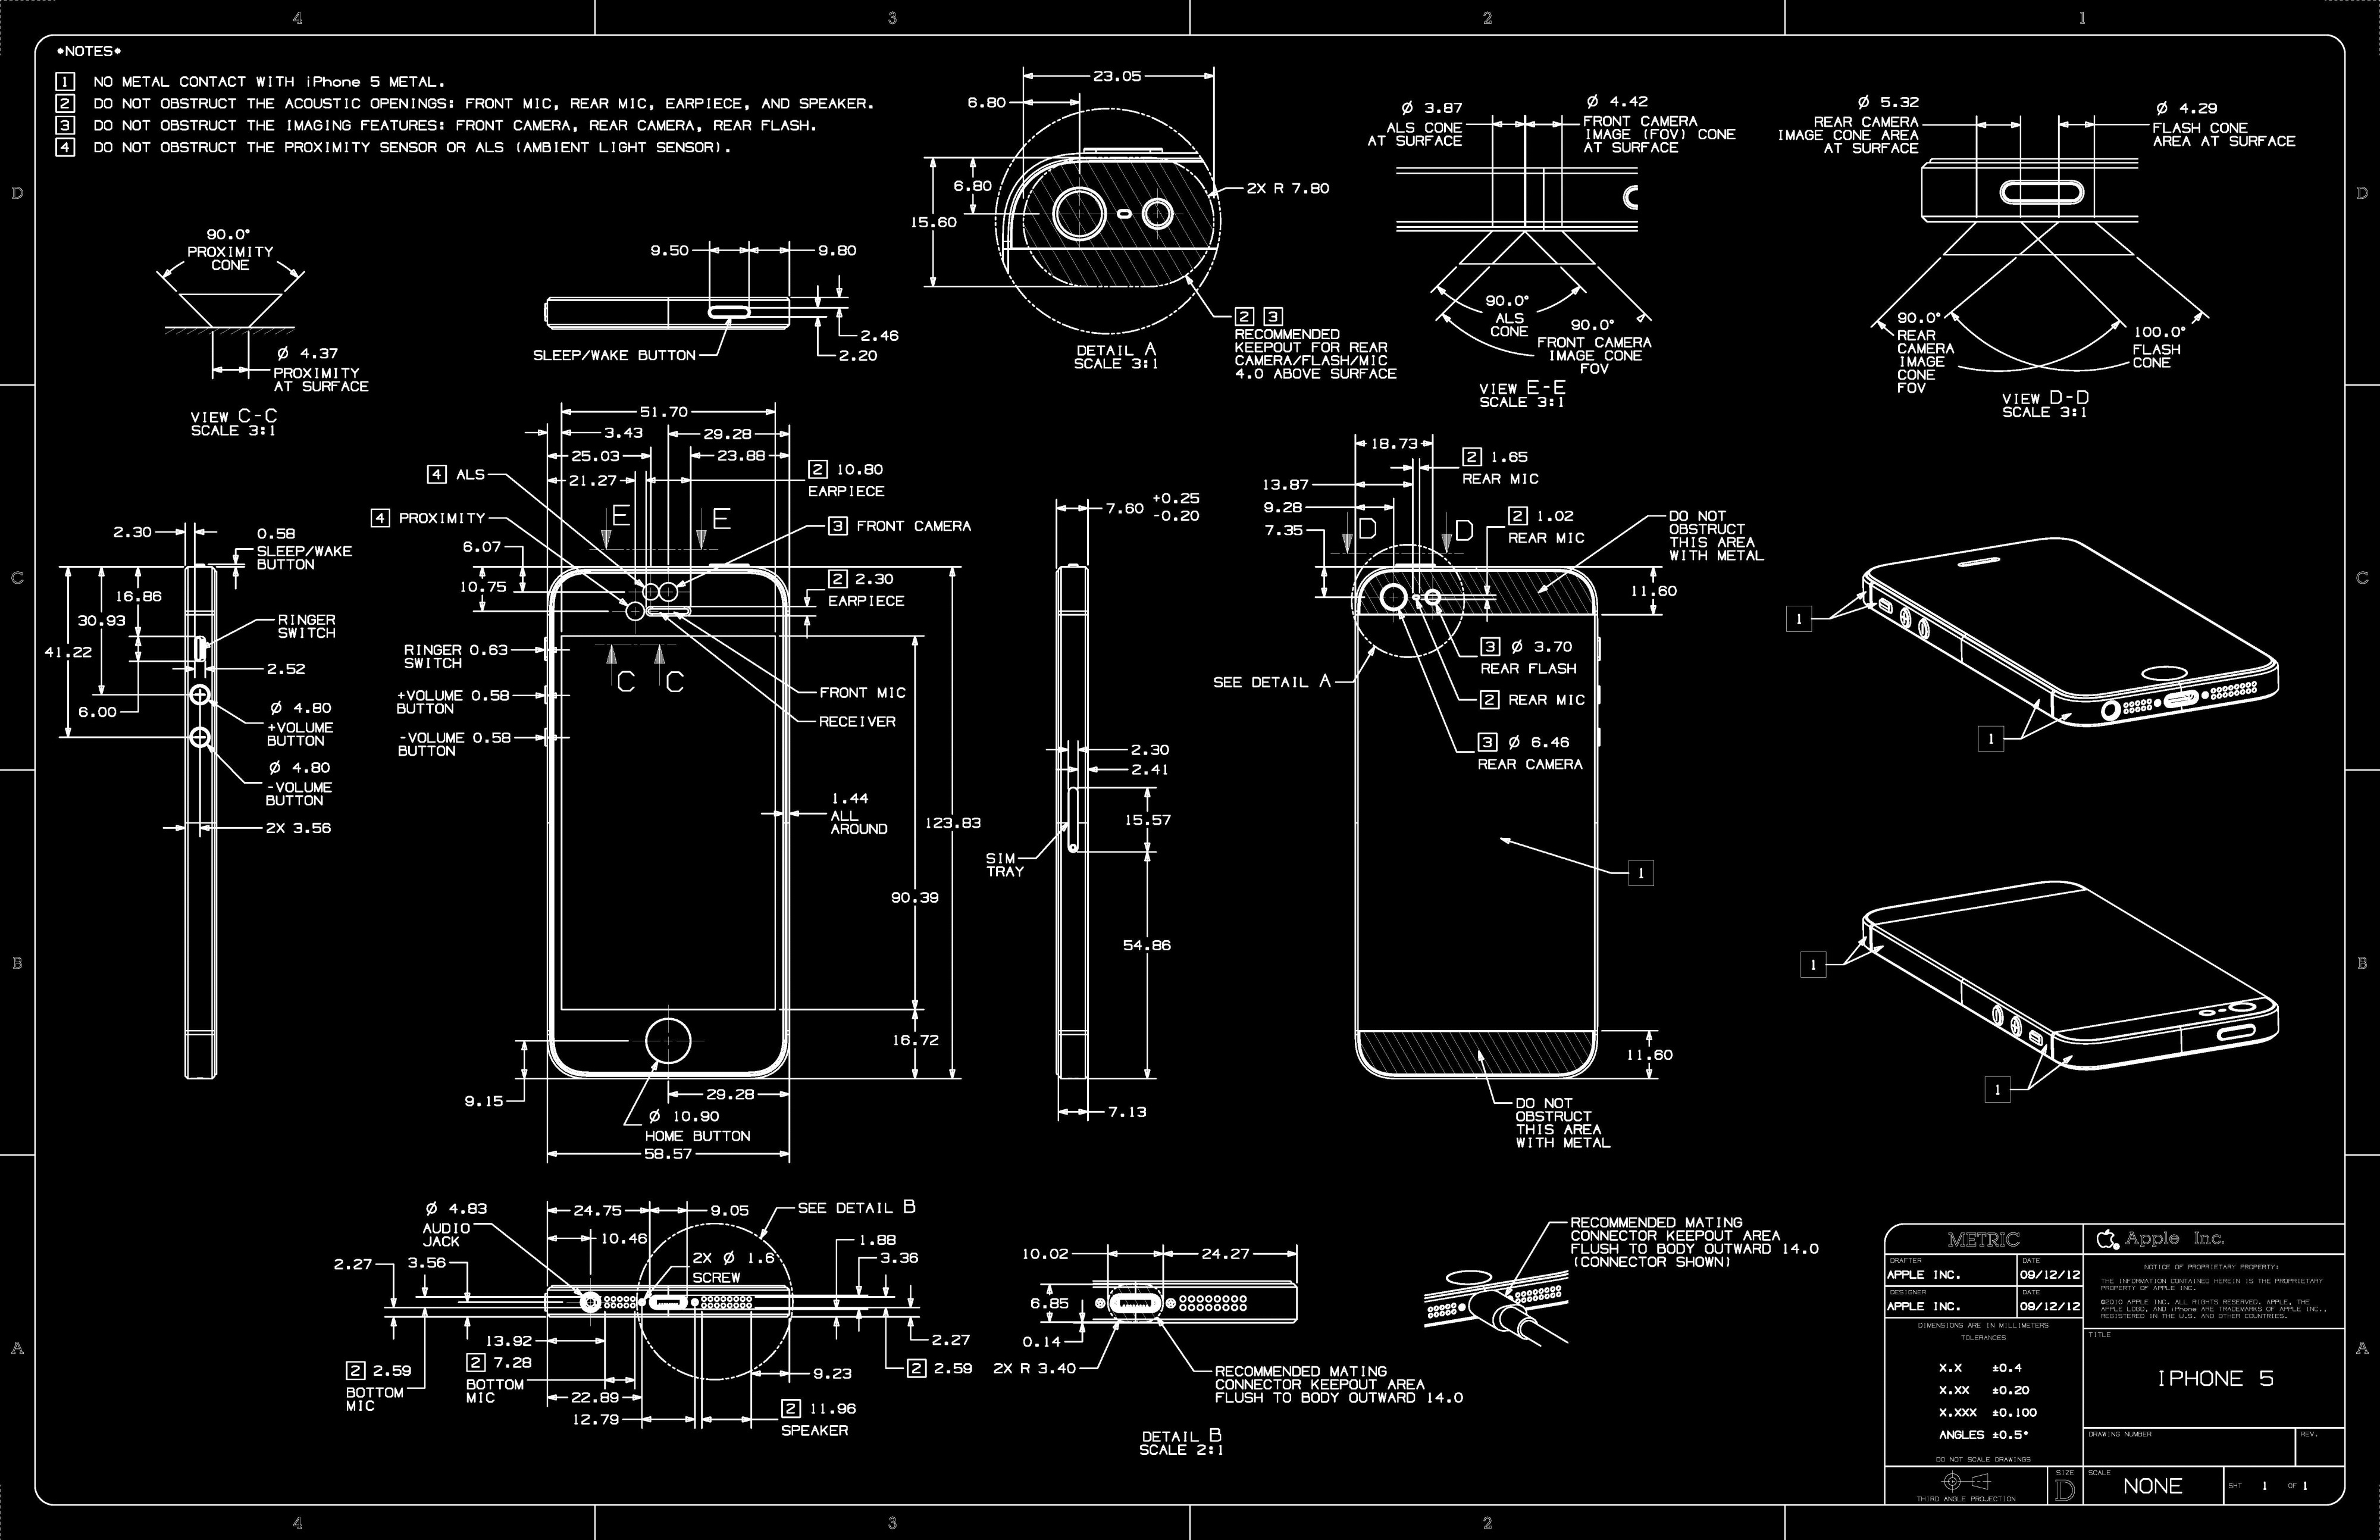 4
3
2
1
*NOTES*
1 NO METAL CONTACT WITH iPhone 5 METAL.
2 DO NOT OBSTRUCT THE ACOUSTIC OPENINGS: FRONT MIC, REAR MIC, EARPIECE, AND SPEAKER.
3 DO NOT OBSTRUCT THE IMAGING FEATURES: FRONT CAMERA, REAR CAMERA, REAR FLASH.
4 DO NOT OBSTRUCT THE PROXIMITY SENSOR OR ALS (AMBIENT LIGHT SENSOR).
D
D
90.0°
PROXIMITY
CONE
Ø 4.37
PROXIMITY
AT SURFACE
VIEW C-C
SCALE 3:1
9.50
9.80
2.46
2.20
SLEEP/WAKE BUTTON
23.05
6.80
6.80
15.60
2X R 7.80
2 3
RECOMMENDED
KEEPOUT FOR REAR
CAMERA/FLASH/MIC
4.0 ABOVE SURFACE
DETAIL A
SCALE 3:1
Ø 3.87
ALS CONE
AT SURFACE
Ø 4.42
FRONT CAMERA
IMAGE (FOV) CONE
AT SURFACE
90.0°
ALS
CONE
90.0°
FRONT CAMERA
IMAGE CONE
FOV
VIEW E-E
SCALE 3:1
Ø 5.32
REAR CAMERA
IMAGE CONE AREA
AT SURFACE
Ø 4.29
FLASH CONE
AREA AT SURFACE
90.0°
REAR
CAMERA
IMAGE
CONE
FOV
100.0°
FLASH
CONE
VIEW D-D
SCALE 3:1
C
C
2.30
0.58
SLEEP/WAKE
BUTTON
16.86
30.93
41.22
RINGER
SWITCH
2.52
6.00
Ø 4.80
+VOLUME
BUTTON
Ø 4.80
-VOLUME
BUTTON
2X 3.56
51.70
3.43
29.28
25.03
23.88
21.27
4 ALS
4 PROXIMITY
2 10.80
EARPIECE
E
E
3 FRONT CAMERA
6.07
10.75
2 2.30
EARPIECE
RINGER 0.63
SWITCH
C
C
+VOLUME 0.58
BUTTON
-VOLUME 0.58
BUTTON
FRONT MIC
RECEIVER
1.44
ALL
AROUND
123.83
90.39
16.72
9.15
29.28
Ø 10.90
HOME BUTTON
58.57
7.60 +0.25
-0.20
2.30
2.41
15.57
SIM
TRAY
54.86
7.13
18.73
2 1.65
REAR MIC
13.87
9.28
7.35
D
D
2 1.02
REAR MIC
DO NOT
OBSTRUCT
THIS AREA
WITH METAL
11.60
SEE DETAIL A
3 Ø 3.70
REAR FLASH
2 REAR MIC
3 Ø 6.46
REAR CAMERA
1
11.60
DO NOT
OBSTRUCT
THIS AREA
WITH METAL
1
1
B
B
1
1
A
A
Ø 4.83
AUDIO
JACK
24.75
9.05
SEE DETAIL B
10.46
1.88
3.36
2X Ø 1.6
SCREW
2.27
3.56
13.92
2 2.59
BOTTOM
MIC
2 7.28
BOTTOM
MIC
22.89
12.79
2.27
9.23
2 2.59
2 11.96
SPEAKER
10.02
24.27
6.85
0.14
2X R 3.40
RECOMMENDED MATING
CONNECTOR KEEPOUT AREA
FLUSH TO BODY OUTWARD 14.0
DETAIL B
SCALE 2:1
RECOMMENDED MATING
CONNECTOR KEEPOUT AREA
FLUSH TO BODY OUTWARD 14.0
(CONNECTOR SHOWN)
METRIC
Apple Inc.
DRAFTER
DATE
APPLE INC.
09/12/12
DESIGNER
DATE
APPLE INC.
09/12/12
NOTICE OF PROPRIETARY PROPERTY:
THE INFORMATION CONTAINED HEREIN IS THE PROPRIETARY
PROPERTY OF APPLE INC.
©2010 APPLE INC. ALL RIGHTS RESERVED. APPLE, THE
APPLE LOGO, AND iPhone ARE TRADEMARKS OF APPLE INC.,
REGISTERED IN THE U.S. AND OTHER COUNTRIES.
DIMENSIONS ARE IN MILLIMETERS
TOLERANCES
X.X ±0.4
X.XX ±0.20
X.XXX ±0.100
ANGLES ±0.5°
DO NOT SCALE DRAWINGS
TITLE
IPHONE 5
DRAWING NUMBER
REV.
THIRD ANGLE PROJECTION
SIZE
D
SCALE
NONE
SHT 1 OF 1
4
3
2